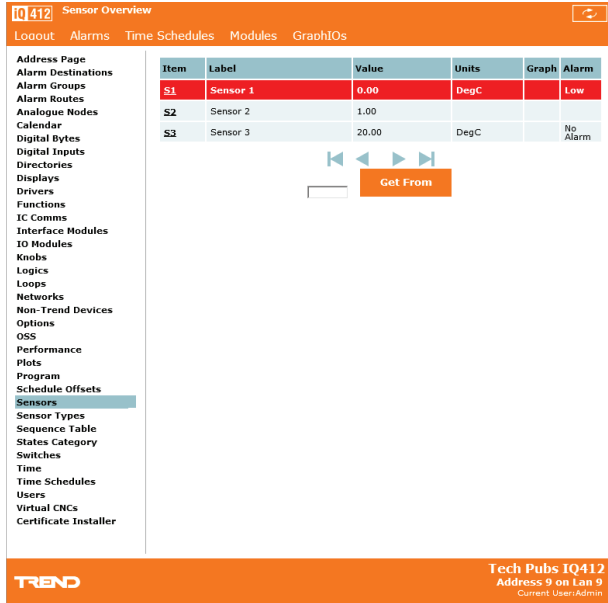 iQ 412 Sensor Overview
Logout Alarms Time Schedules Modules GraphIQs
Address Page
Alarm Destinations
Alarm Groups
Alarm Routes
Analogue Nodes
Calendar
Digital Bytes
Digital Inputs
Directories
Displays
Drivers
Functions
IC Comms
Interface Modules
IO Modules
Knobs
Logics
Loops
Networks
Non-Trend Devices
Options
OSS
Performance
Plots
Program
Schedule Offsets
Sensors
Sensor Types
Sequence Table
States Category
Switches
Time
Time Schedules
Users
Virtual CNCs
Certificate Installer
Item Label Value Units Graph Alarm
S1 Sensor 1 0.00 DegC Low
S2 Sensor 2 1.00
S3 Sensor 3 20.00 DegC No Alarm
Get From
TREND
Tech Pubs IQ412
Address 9 on Lan 9
Current User:Admin